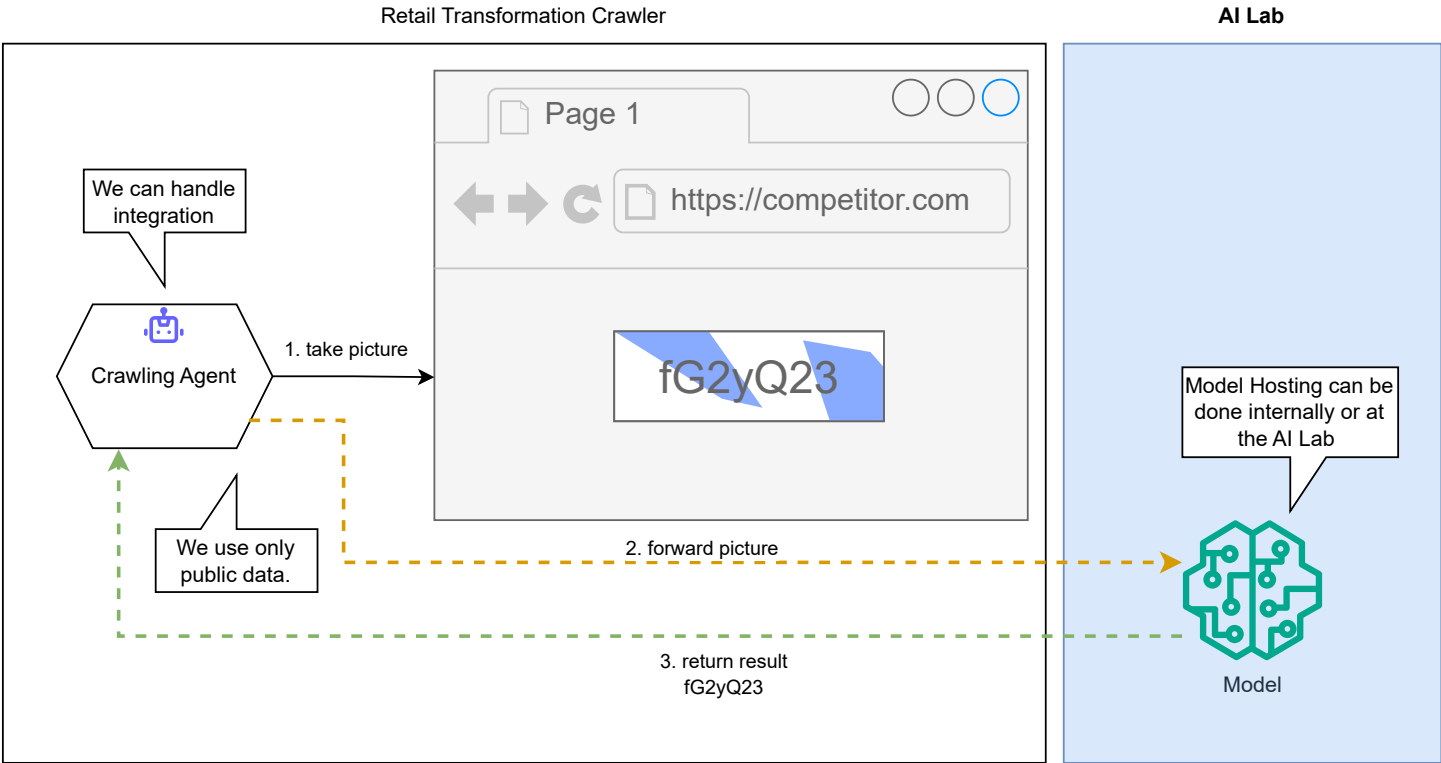 Retail Transformation Crawler
AI Lab
Page 1
https://competitor.com
We can handle
integration
Crawling Agent
1. take picture
fG2yQ23
Model Hosting can be
done internally or at
the AI Lab
We use only
public data.
2. forward picture
3. return result
fG2yQ23
Model